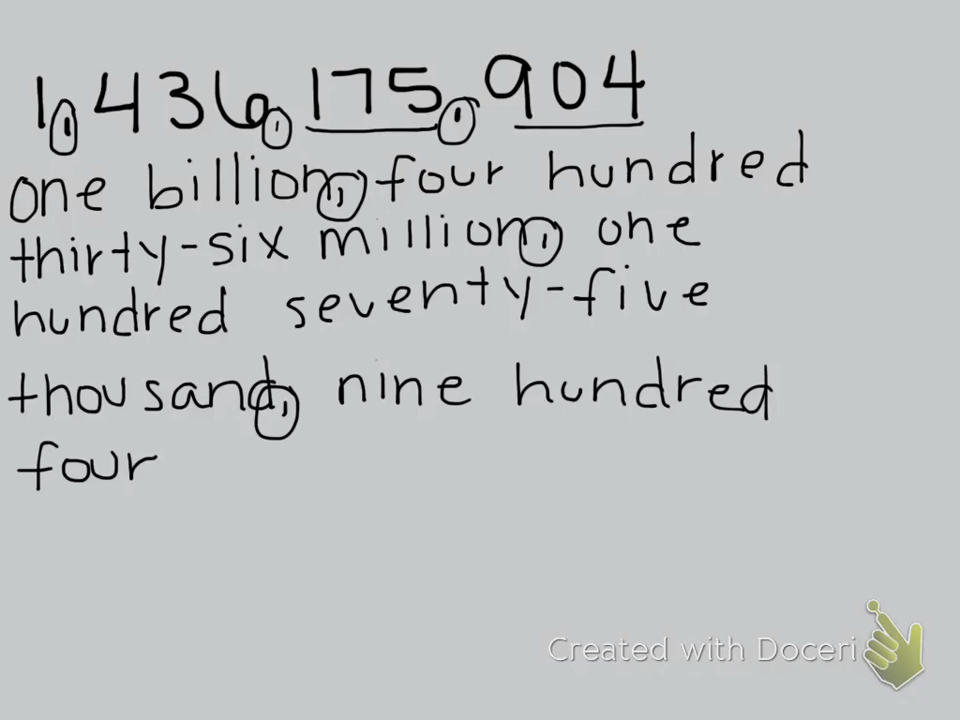 1,436,175,904
one billion, four hundred
thirty-six million, one
hundred seventy-five
thousand, nine hundred
four
Created with Doceri